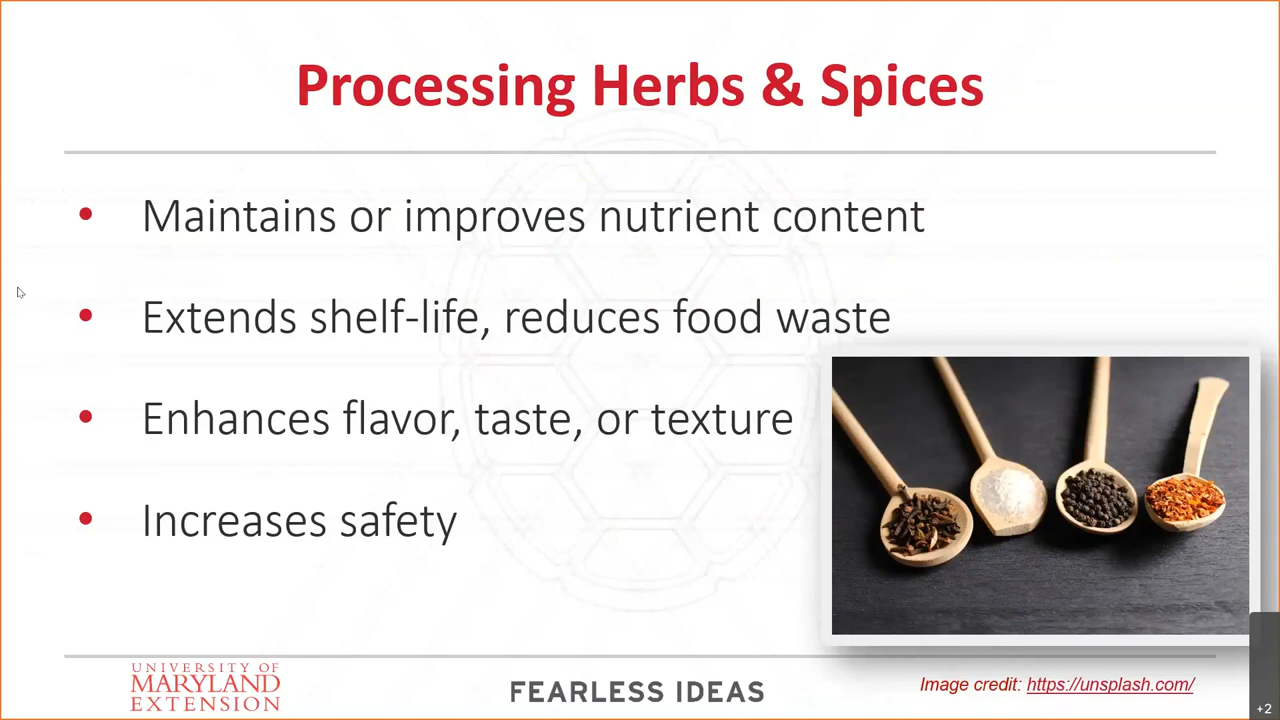 Processing Herbs & Spices
• Maintains or improves nutrient content
• Extends shelf-life, reduces food waste
• Enhances flavor, taste, or texture
• Increases safety
UNIVERSITY OF
MARYLAND
EXTENSION
FEARLESS IDEAS
Image credit: https://unsplash.com/
+2